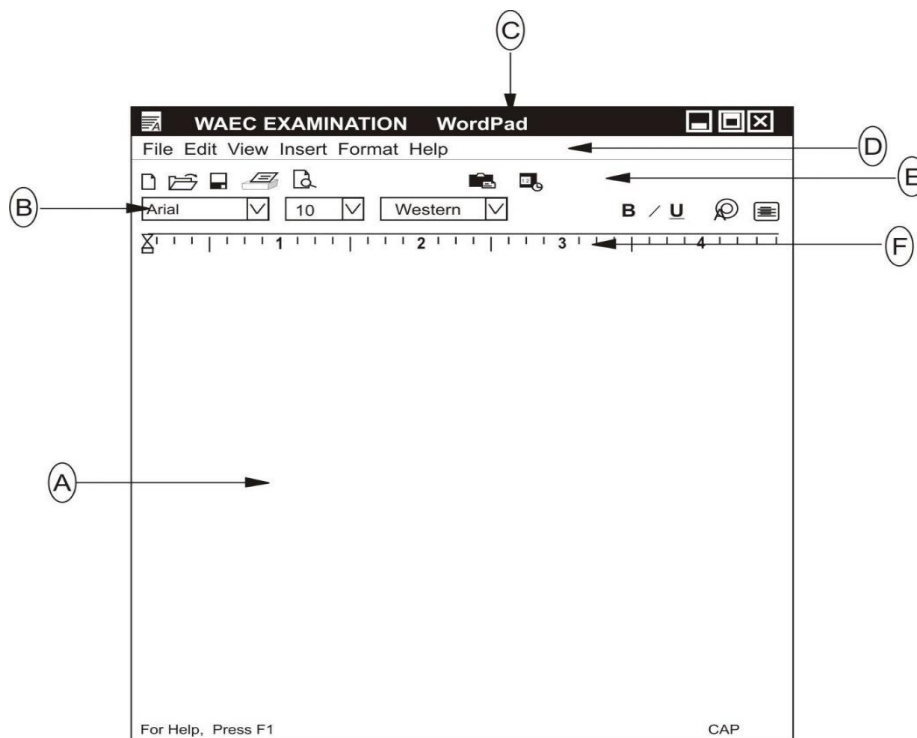 C
WAEC EXAMINATION WordPad
File Edit View Insert Format Help
D
E
B
Arial 10 Western B / U
F
1 2 3 4
A
For Help, Press F1 CAP